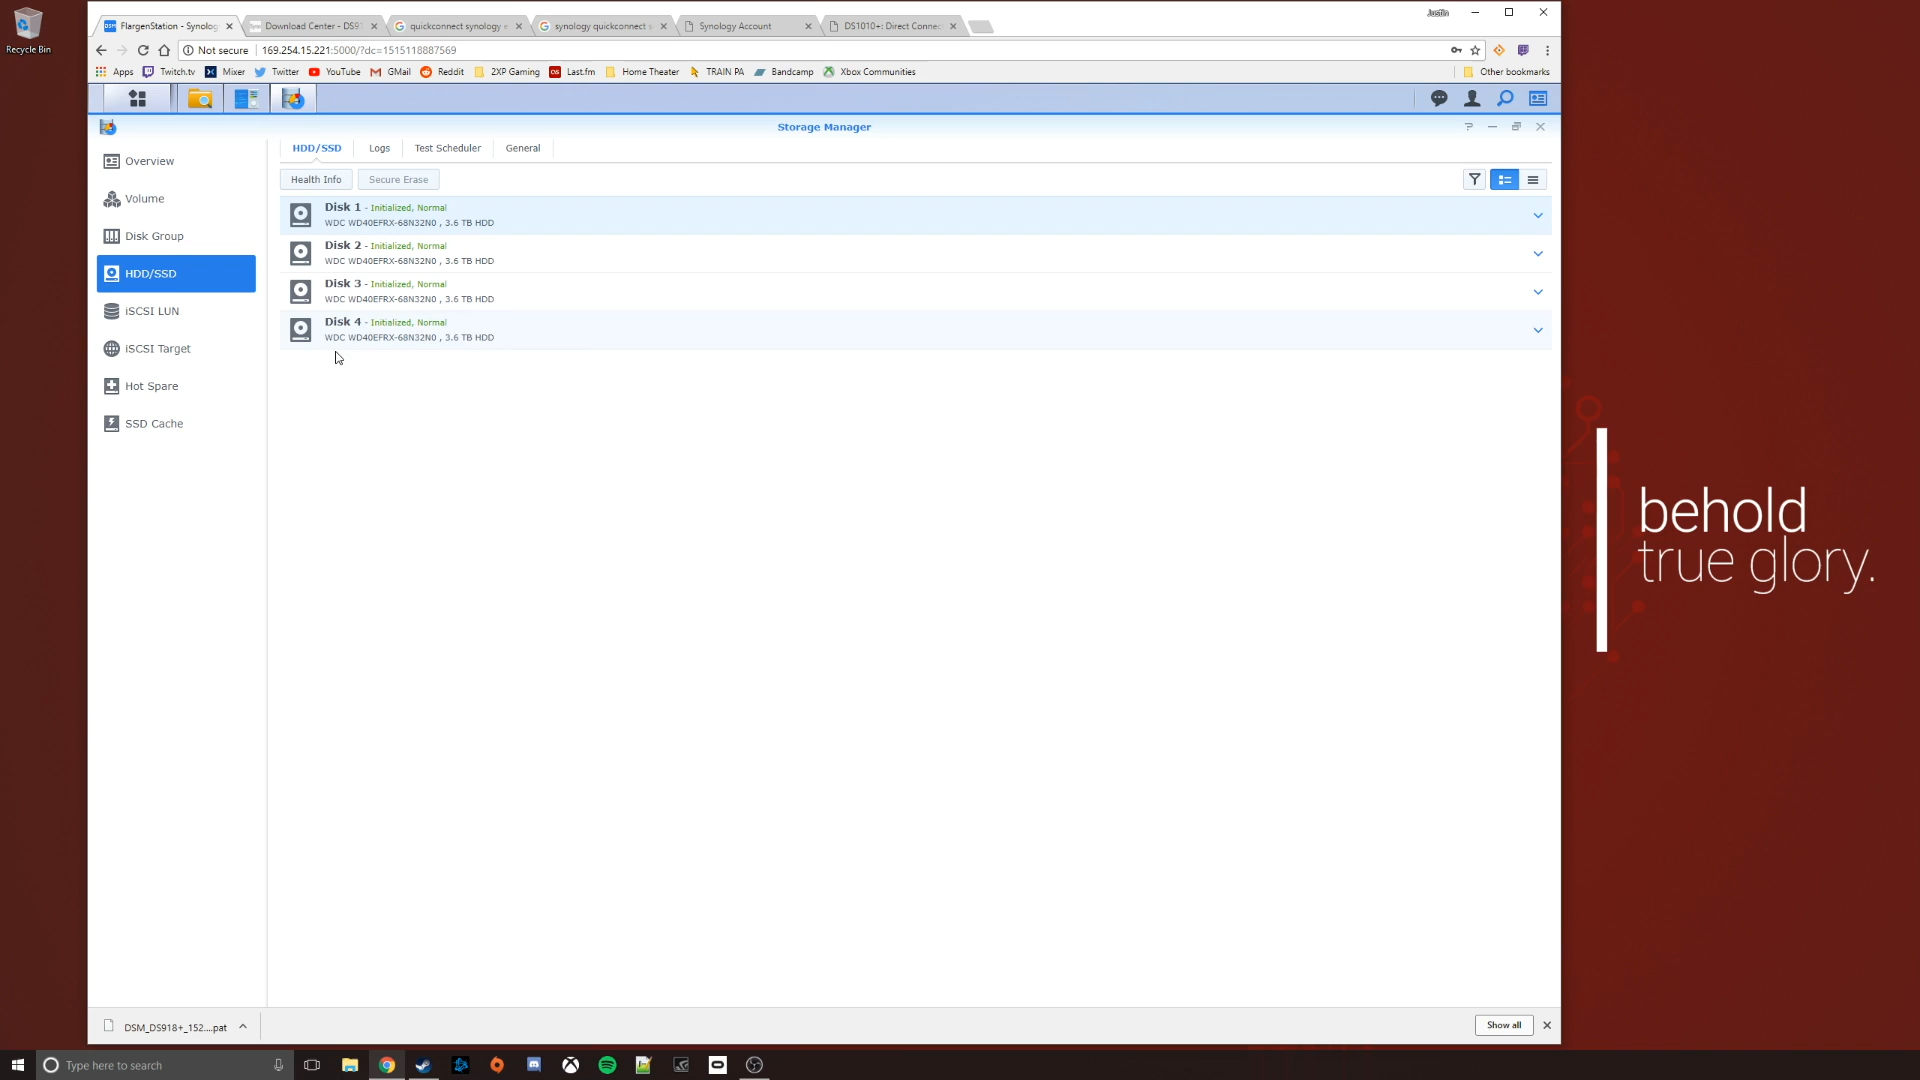 Recycle Bin
FlargenStation - Synolog
Download Center - DS9
quickconnect synology e
synology quickconnect s
Synology Account
DS1010+: Direct Connec
Justin
Not secure
169.254.15.221:5000/?dc=1515118887569
Apps
Twitch.tv
Mixer
Twitter
YouTube
GMail
Reddit
2XP Gaming
Last.fm
Home Theater
TRAIN PA
Bandcamp
Xbox Communities
Other bookmarks
Storage Manager
Overview
Volume
Disk Group
HDD/SSD
iSCSI LUN
iSCSI Target
Hot Spare
SSD Cache
HDD/SSD
Logs
Test Scheduler
General
Health Info
Secure Erase
Disk 1 - Initialized, Normal
WDC WD40EFRX-68N32N0 , 3.6 TB HDD
Disk 2 - Initialized, Normal
WDC WD40EFRX-68N32N0 , 3.6 TB HDD
Disk 3 - Initialized, Normal
WDC WD40EFRX-68N32N0 , 3.6 TB HDD
Disk 4 - Initialized, Normal
WDC WD40EFRX-68N32N0 , 3.6 TB HDD
behold
true glory.
DSM_DS918+_152....pat
Show all
Type here to search